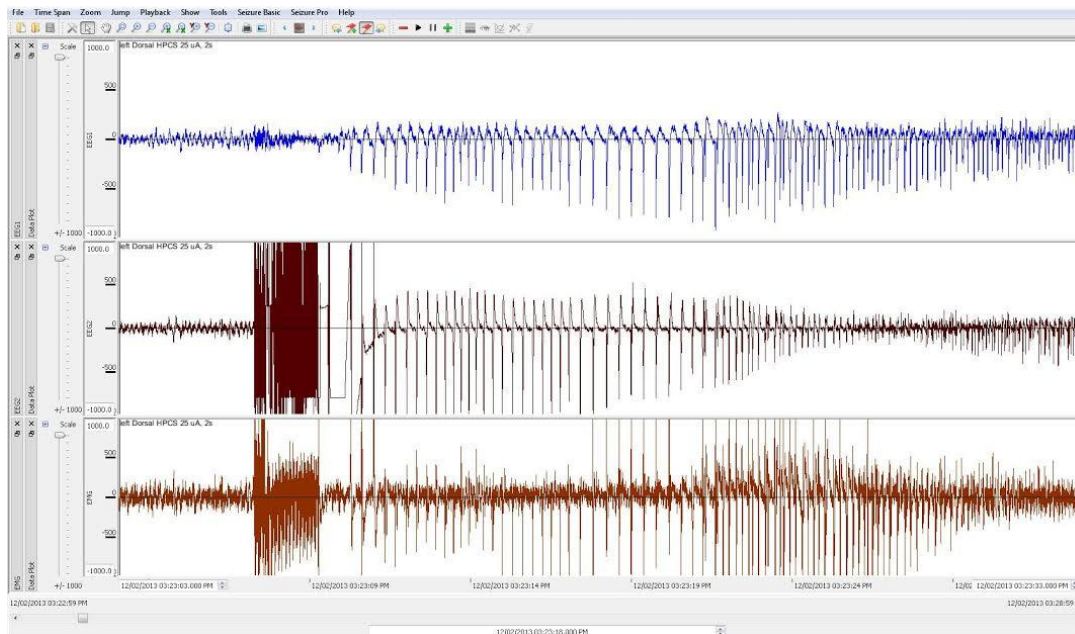 File Time Span Zoom Jump Playback Show Tools Seizure Basic Seizure Pro Help
Scale
1000.0
left Dorsal HPCS 25 uA, 2s
500
0
EEG1
-500
+/- 1000
-1000.0
EEG1
Data Plot
Scale
1000.0
left Dorsal HPCS 25 uA, 2s
500
0
EEG2
-500
+/- 1000
-1000.0
EEG2
Data Plot
Scale
1000.0
left Dorsal HPCS 25 uA, 2s
500
0
EMG
-500
+/- 1000
-1000.0
EMG
Data Plot
12/02/2013 03:23:03.000 PM
12/02/2013 03:23:09 PM
12/02/2013 03:23:14 PM
12/02/2013 03:23:19 PM
12/02/2013 03:23:24 PM
12/0
12/02/2013 03:23:33.000 PM
12/02/2013 03:22:59 PM
12/02/2013 03:28:59
12/02/2013 03:23:18.000 PM